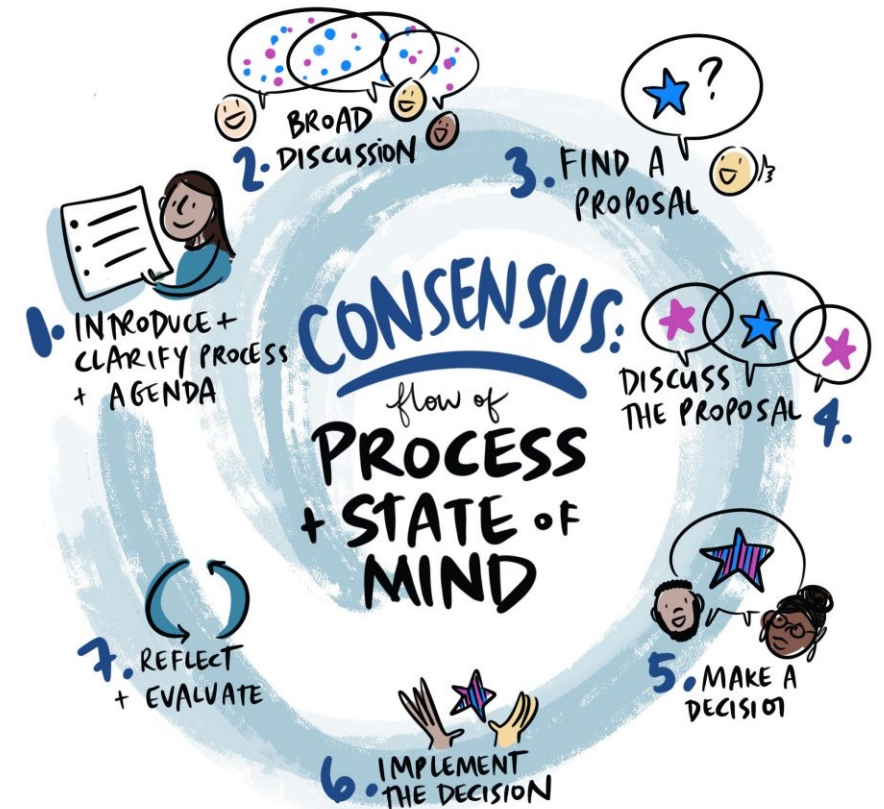 CONSENSUS:
flow of
PROCESS
+ STATE OF
MIND
1. INTRODUCE +
CLARIFY PROCESS
+ AGENDA
2. BROAD
DISCUSSION
?
3. FIND A
PROPOSAL
DISCUSS
THE PROPOSAL 4.
5. MAKE A
DECISIOn
6. IMPLEMENT
THE DECISION
7. REFLECT
+ EVALUATE